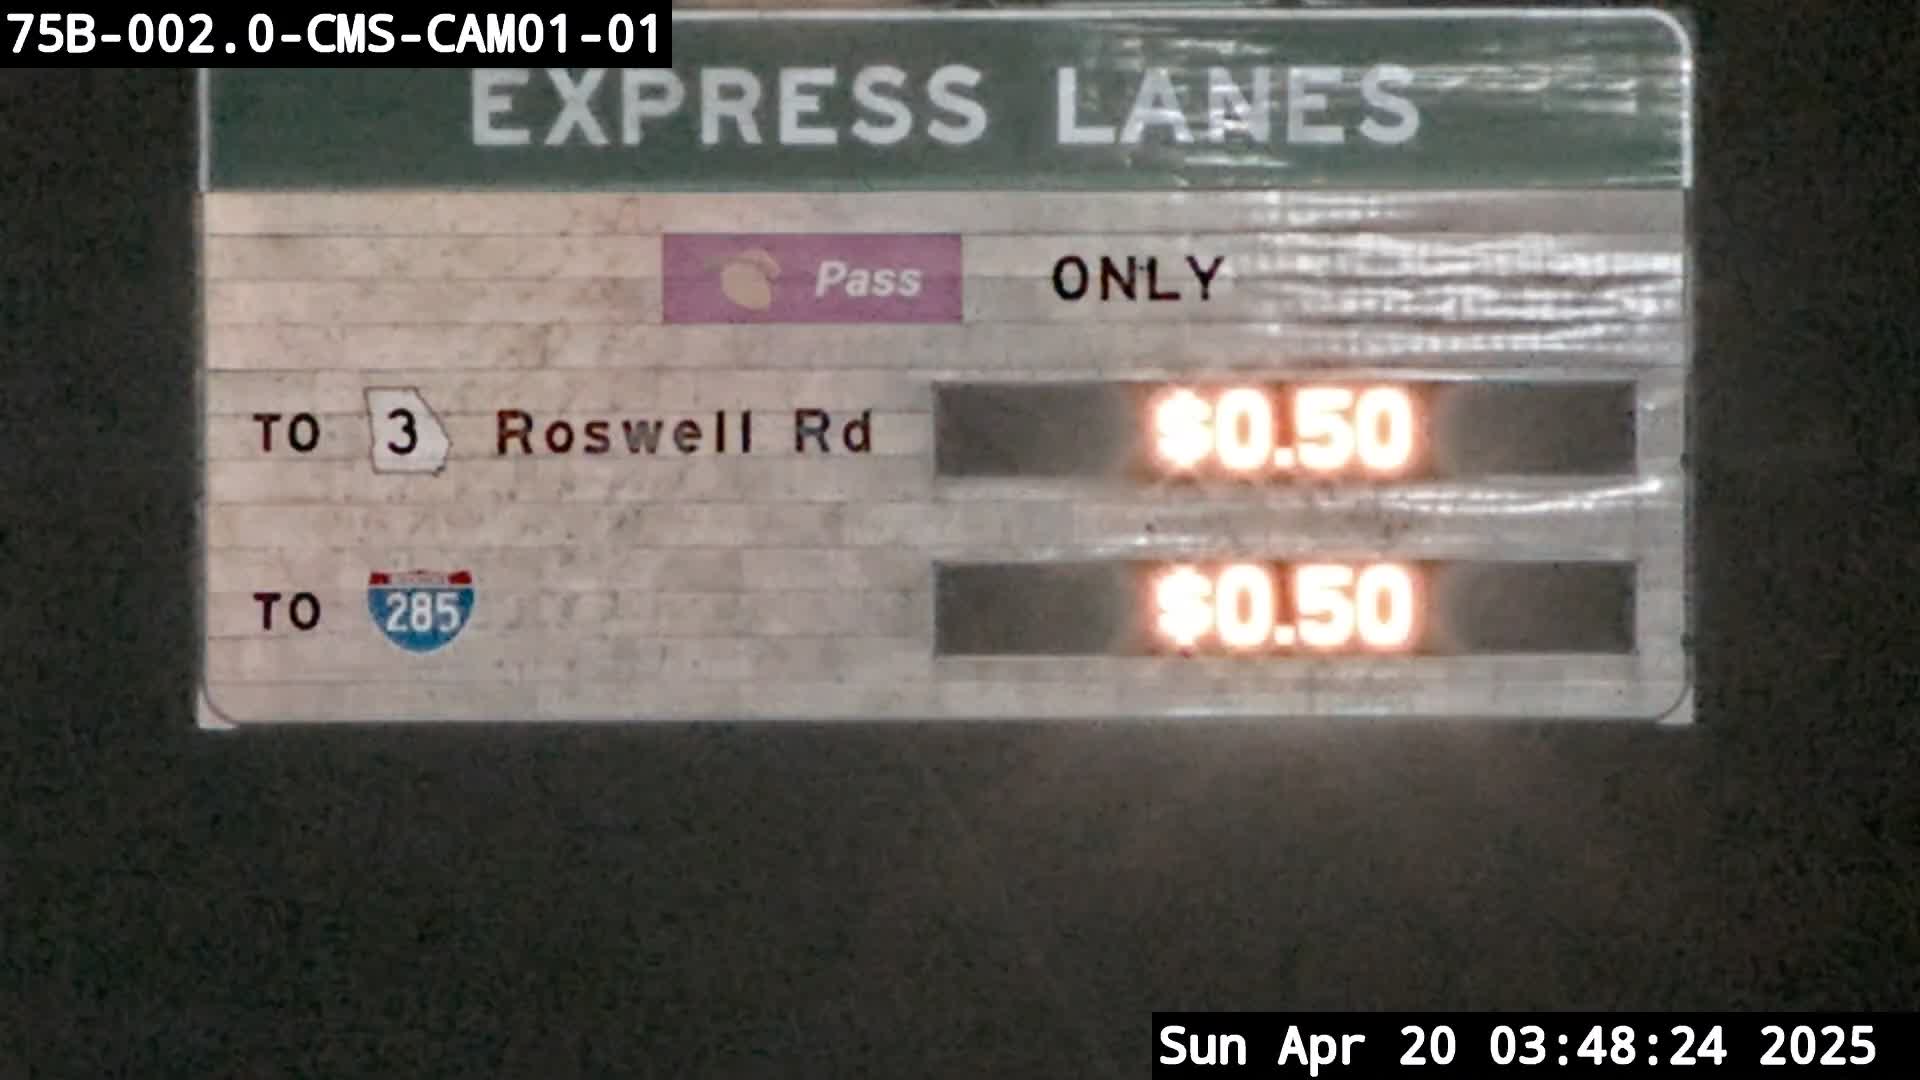 75B-002.0-CMS-CAM01-01
EXPRESS LANES
Pass ONLY
TO 3 Roswell Rd $0.50
TO 285 $0.50
Sun Apr 20 03:48:24 2025